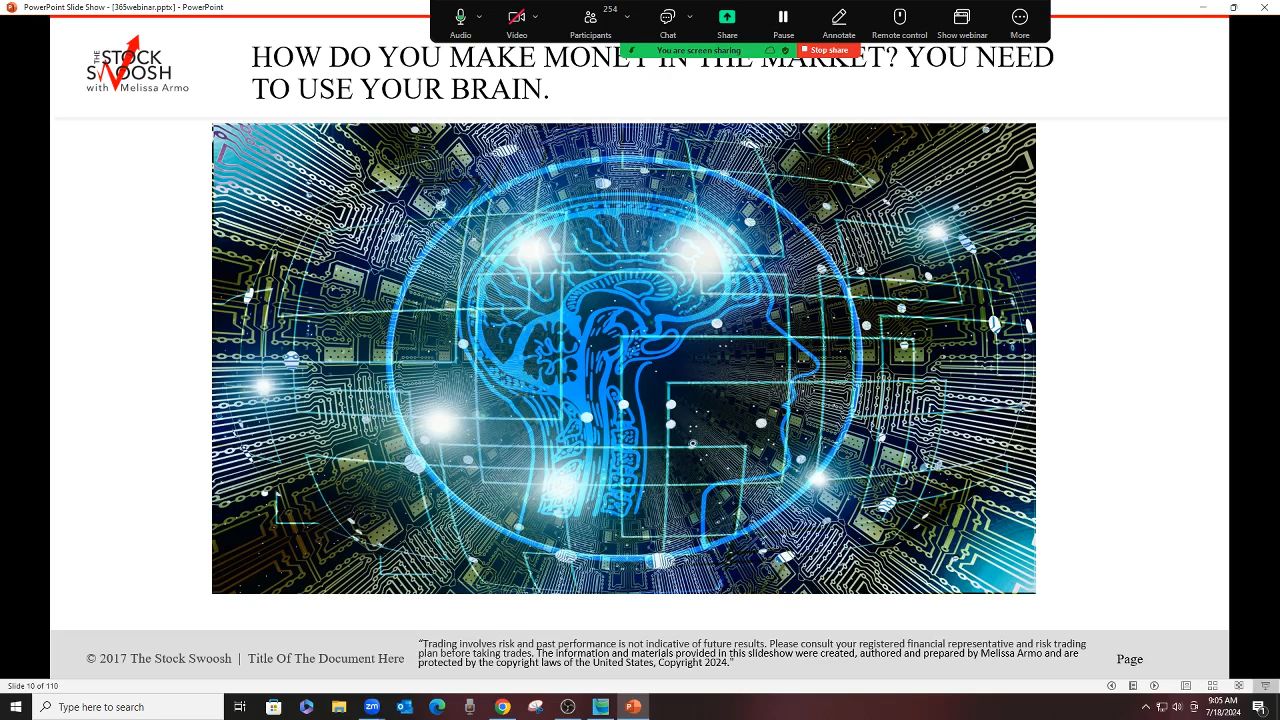 PowerPoint Slide Show - [365webinar.pptx] - PowerPoint
254
Audio
Video
Participants
Chat
Share
Pause
Annotate
Remote control
Show webinar
More
You are screen sharing
Stop share
THE
STOCK
SWOOSH
with Melissa Armo
HOW DO YOU MAKE MONEY IN THE MARKET? YOU NEED
TO USE YOUR BRAIN.
© 2017 The Stock Swoosh | Title Of The Document Here
"Trading involves risk and past performance is not indicative of future results. Please consult your registered financial representative and risk trading
plan before taking trades. The information and materials provided in this slideshow were created, authored and prepared by Melissa Armo and are
protected by the copyright laws of the United States, Copyright 2024."
Page
Slide 10 of 110
Type here to search
9:05 AM
7/18/2024